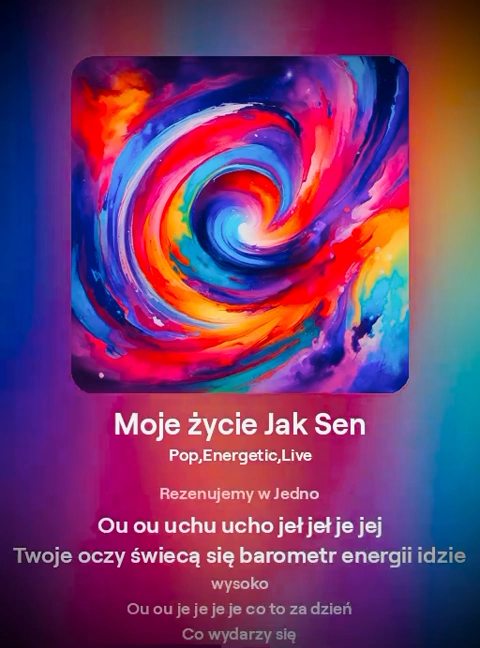 Moje życie Jak Sen
Pop,Energetic,Live
Rezenujemy w Jedno
Ou ou uchu ucho jeł jeł je jej
Twoje oczy świecą się barometr energii idzie
wysoko
Ou ou je je je je co to za dzień
Co wydarzy się